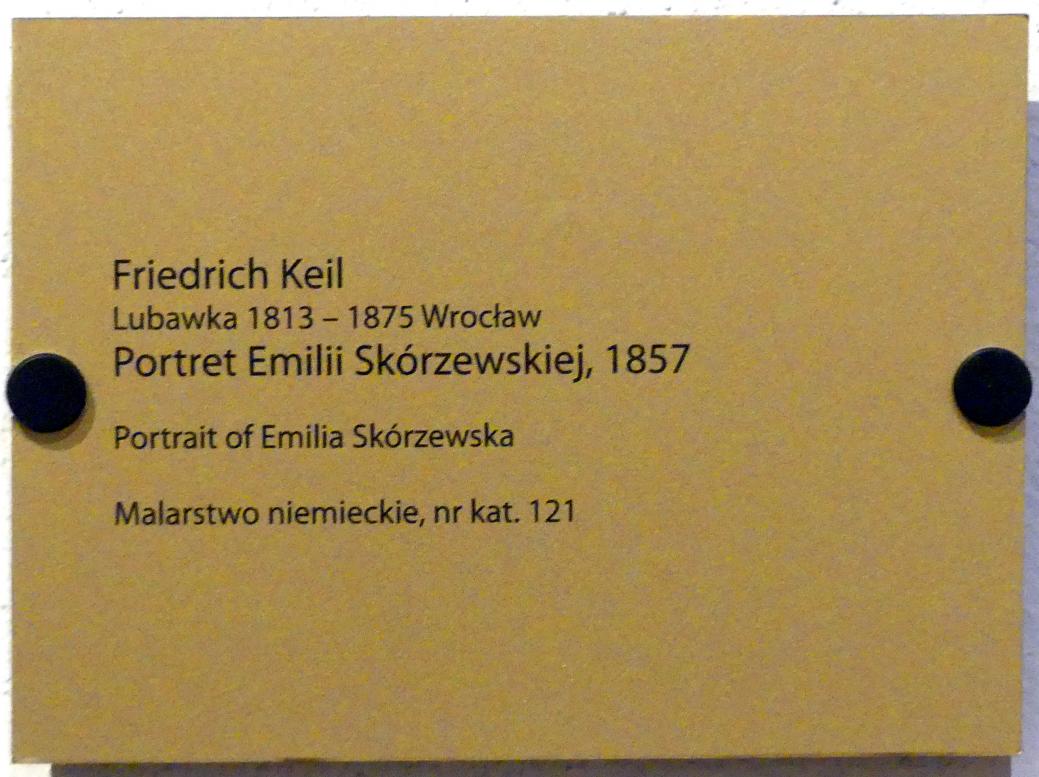 Friedrich Keil
Lubawka 1813 – 1875 Wrocław
Portret Emilii Skórzewskiej, 1857
Portrait of Emilia Skórzewska
Malarstwo niemieckie, nr kat. 121